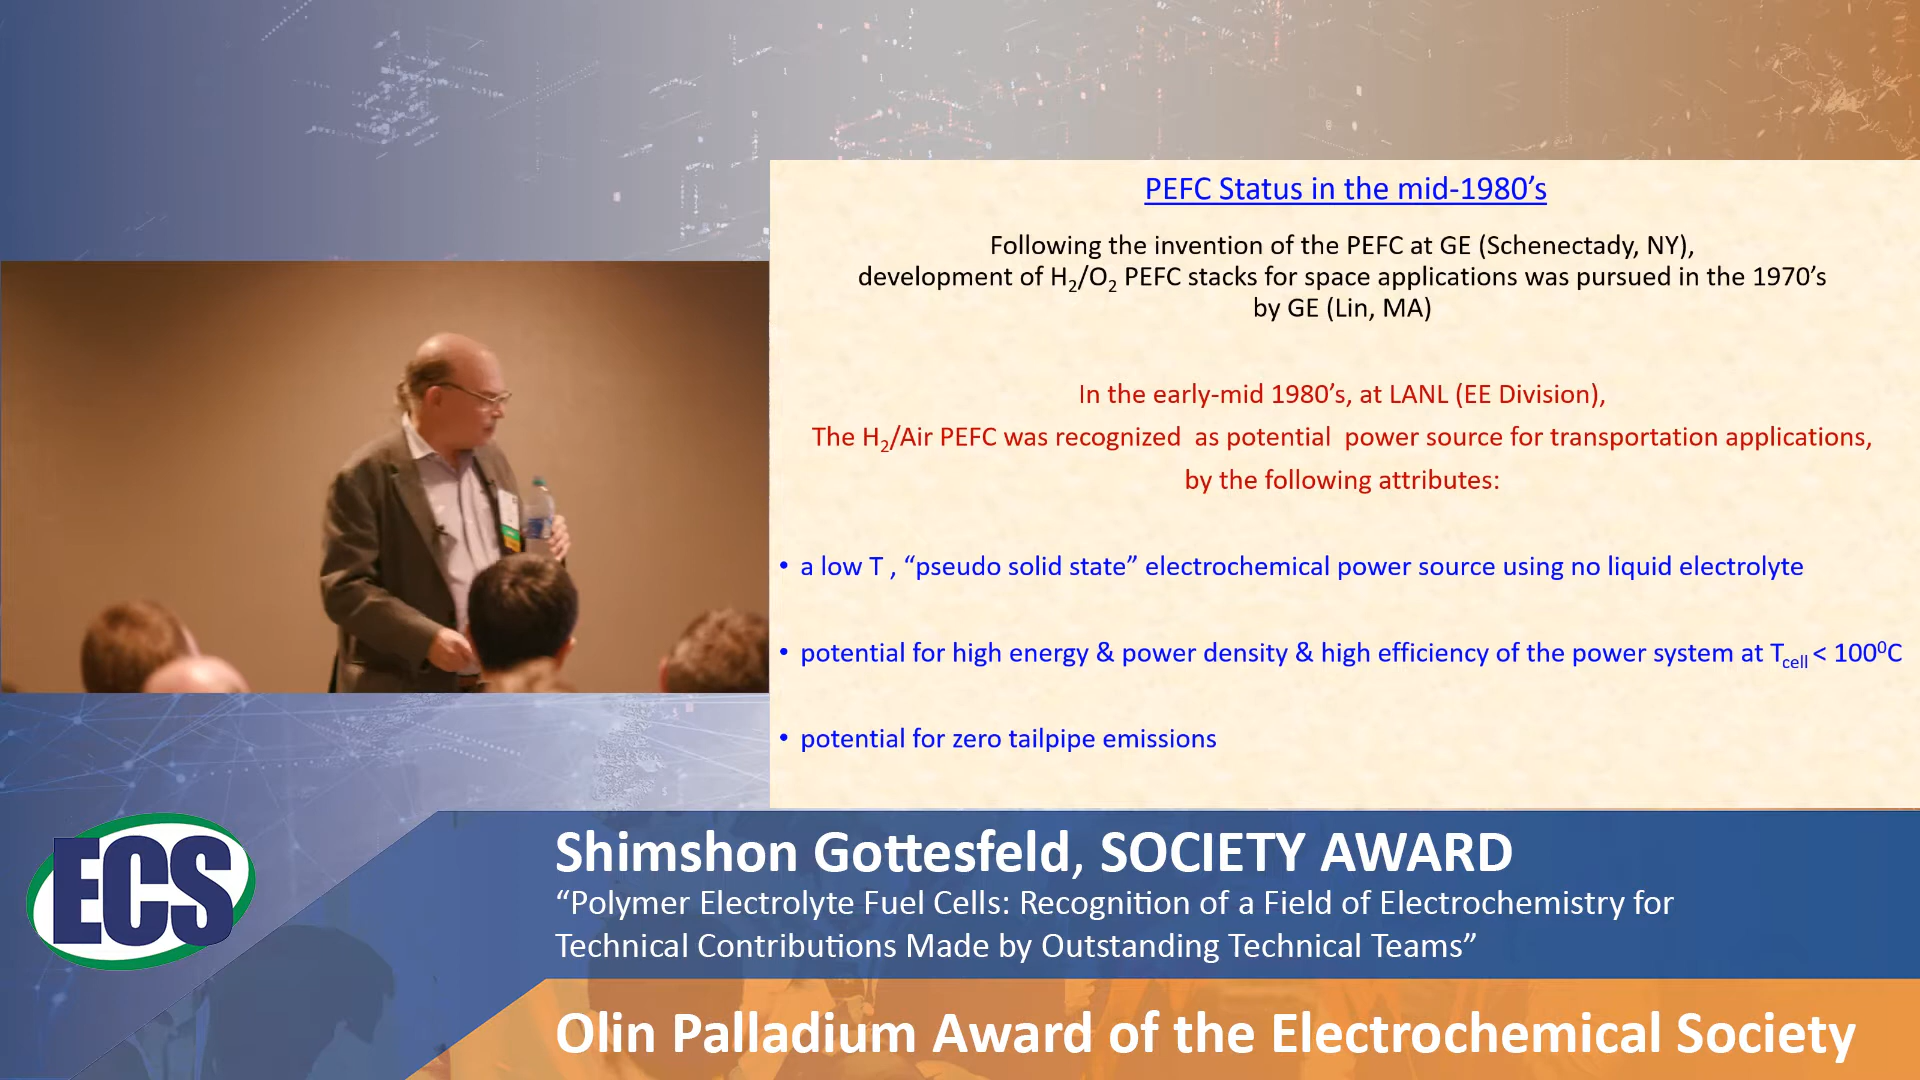 PEFC Status in the mid-1980’s
Following the invention of the PEFC at GE (Schenectady, NY),
development of H2/O2 PEFC stacks for space applications was pursued in the 1970’s
by GE (Lin, MA)
In the early-mid 1980’s, at LANL (EE Division),
The H2/Air PEFC was recognized as potential power source for transportation applications,
by the following attributes:
• a low T , “pseudo solid state” electrochemical power source using no liquid electrolyte
• potential for high energy & power density & high efficiency of the power system at Tcell < 100⁰C
• potential for zero tailpipe emissions
ECS
Shimshon Gottesfeld, SOCIETY AWARD
“Polymer Electrolyte Fuel Cells: Recognition of a Field of Electrochemistry for
Technical Contributions Made by Outstanding Technical Teams”
Olin Palladium Award of the Electrochemical Society